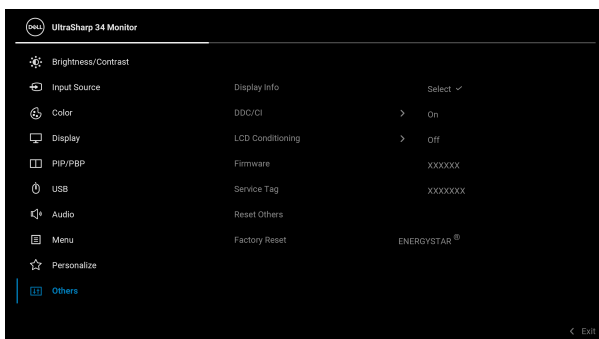 DELL UltraSharp 34 Monitor
Brightness/Contrast
Input Source Display Info Select ✓
Color DDC/CI > On
Display LCD Conditioning > Off
PIP/PBP Firmware XXXXXX
USB Service Tag XXXXXXX
Audio Reset Others
Menu Factory Reset ENERGYSTAR ®
Personalize
Others
< Exit